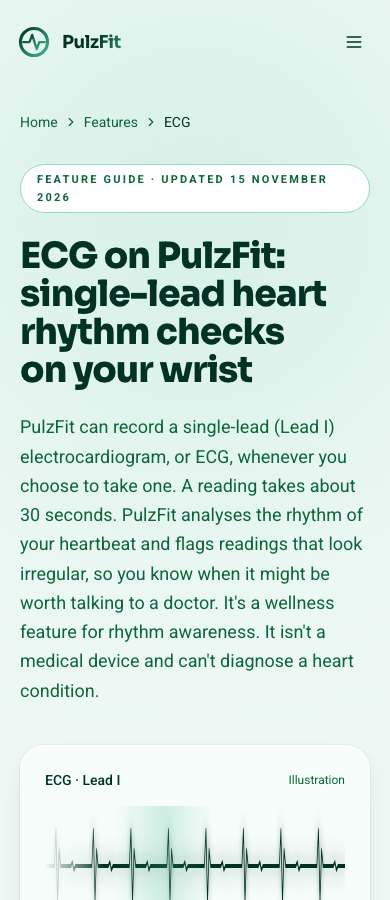 PulzFit
Home > Features > ECG
FEATURE GUIDE · UPDATED 15 NOVEMBER
2026
ECG on PulzFit:
single-lead heart
rhythm checks
on your wrist
PulzFit can record a single-lead (Lead I)
electrocardiogram, or ECG, whenever you
choose to take one. A reading takes about
30 seconds. PulzFit analyses the rhythm of
your heartbeat and flags readings that look
irregular, so you know when it might be
worth talking to a doctor. It's a wellness
feature for rhythm awareness. It isn't a
medical device and can't diagnose a heart
condition.
ECG · Lead I
Illustration